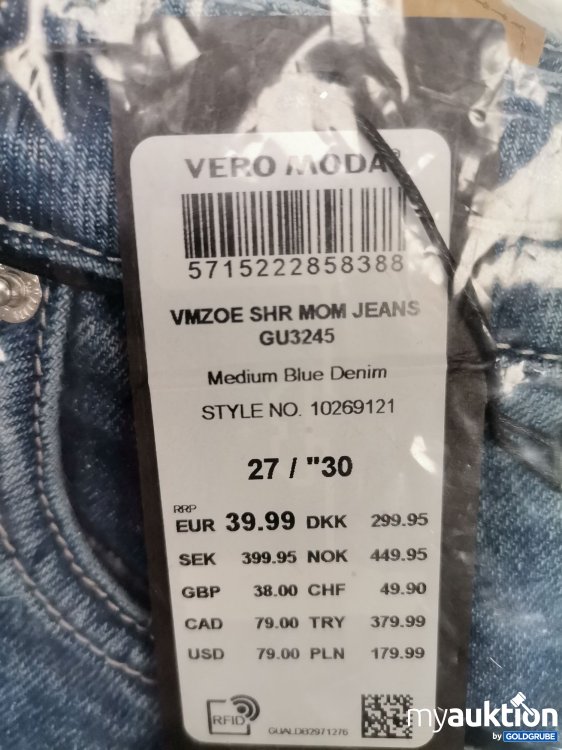 VERO MODA®
5715222858388
VMZOE SHR MOM JEANS
GU3245
Medium Blue Denim
STYLE NO. 10269121
27 / "30
RRP
EUR 39.99 DKK 299.95
SEK 399.95 NOK 449.95
GBP 38.00 CHF 49.90
CAD 79.00 TRY 379.99
USD 79.00 PLN 179.99
RFID
GUALDB2971276
myauktion
by GOLDGRUBE